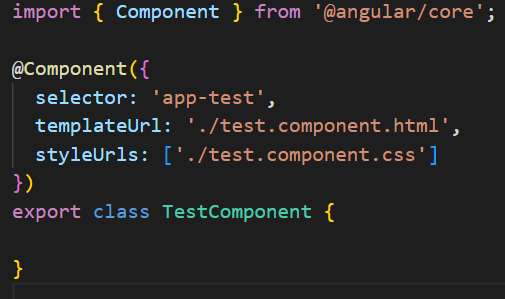 import { Component } from '@angular/core';
@Component({
selector: 'app-test',
templateUrl: './test.component.html',
styleUrls: ['./test.component.css']
})
export class TestComponent {
}